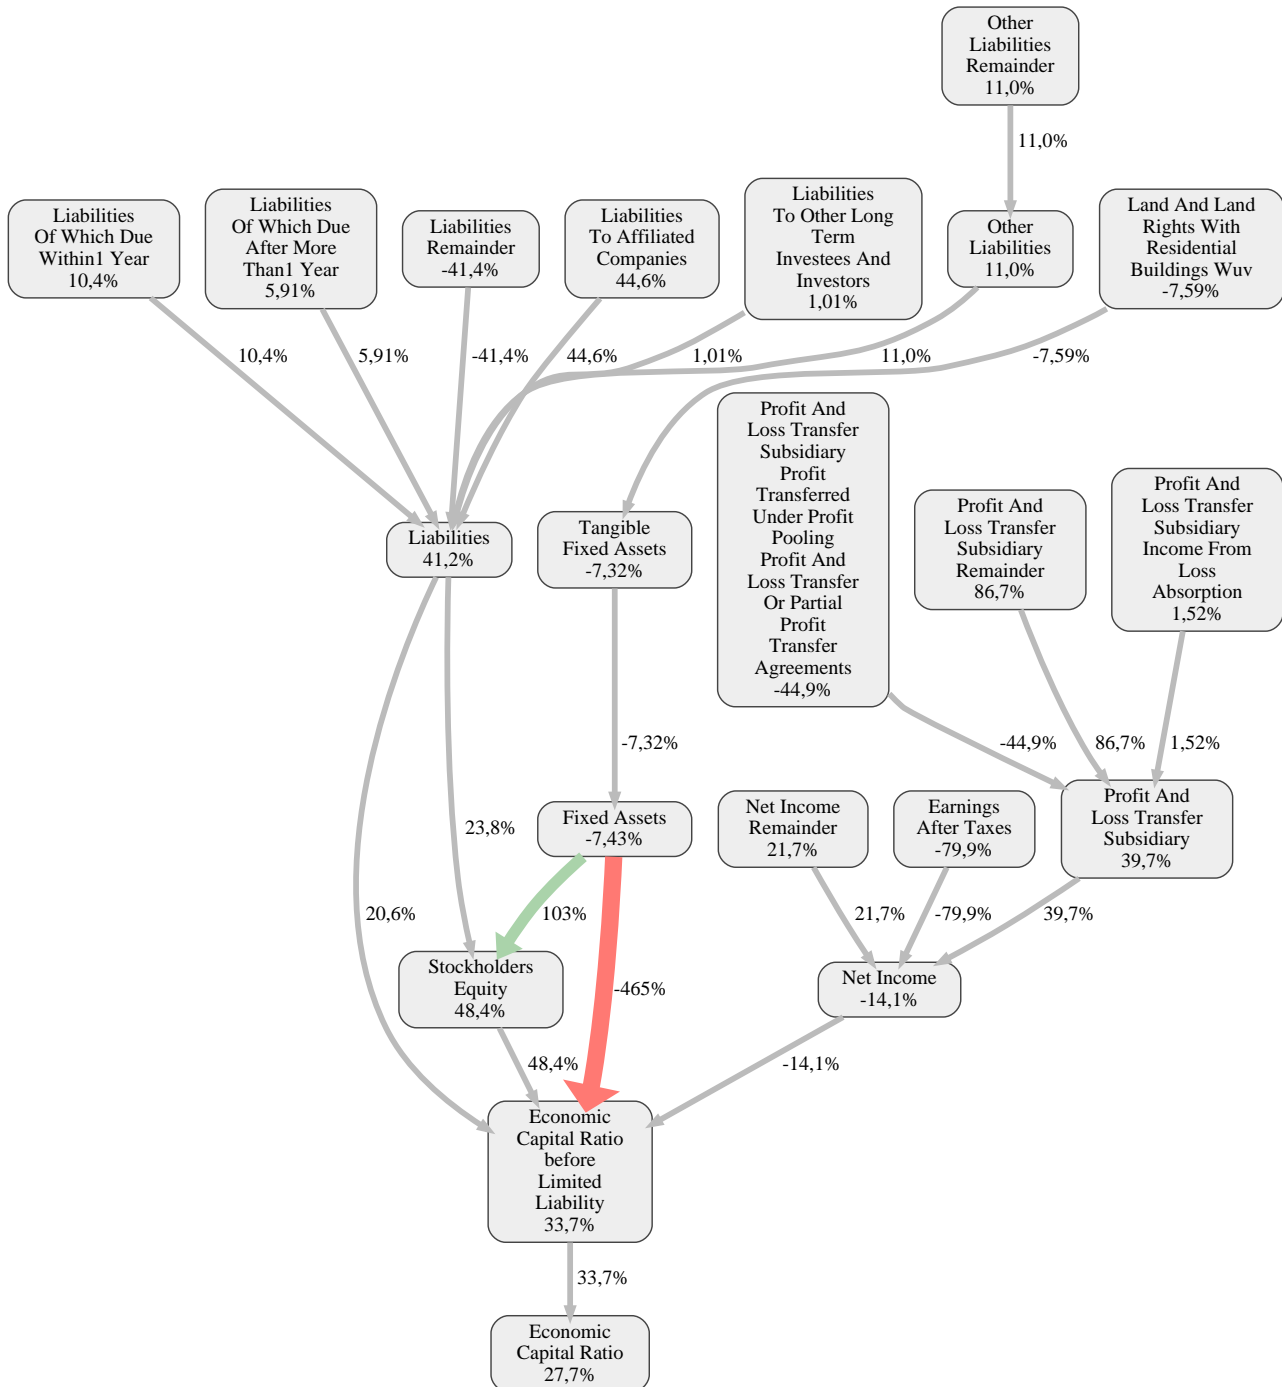 Other
Liabilities
Remainder
11,0%
11,0%
Liabilities
Of Which Due
Within1 Year
10,4%
Liabilities
Of Which Due
After More
Than1 Year
5,91%
Liabilities
Remainder
-41,4%
Liabilities
To Affiliated
Companies
44,6%
Liabilities
To Other Long
Term
Investees And
Investors
1,01%
Other
Liabilities
11,0%
Land And Land
Rights With
Residential
Buildings Wuv
-7,59%
10,4%
5,91%
-41,4%
44,6%
1,01%
11,0%
-7,59%
Profit And
Loss Transfer
Subsidiary
Profit
Transferred
Under Profit
Pooling
Profit And
Loss Transfer
Or Partial
Profit
Transfer
Agreements
-44,9%
Profit And
Loss Transfer
Subsidiary
Remainder
86,7%
Profit And
Loss Transfer
Subsidiary
Income From
Loss
Absorption
1,52%
Liabilities
41,2%
Tangible
Fixed Assets
-7,32%
-7,32%
-44,9%
86,7%
1,52%
Fixed Assets
-7,43%
Net Income
Remainder
21,7%
Earnings
After Taxes
-79,9%
Profit And
Loss Transfer
Subsidiary
39,7%
23,8%
20,6%
103%
21,7%
-79,9%
39,7%
Stockholders
Equity
48,4%
-465%
Net Income
-14,1%
48,4%
-14,1%
Economic
Capital Ratio
before
Limited
Liability
33,7%
33,7%
Economic
Capital Ratio
27,7%